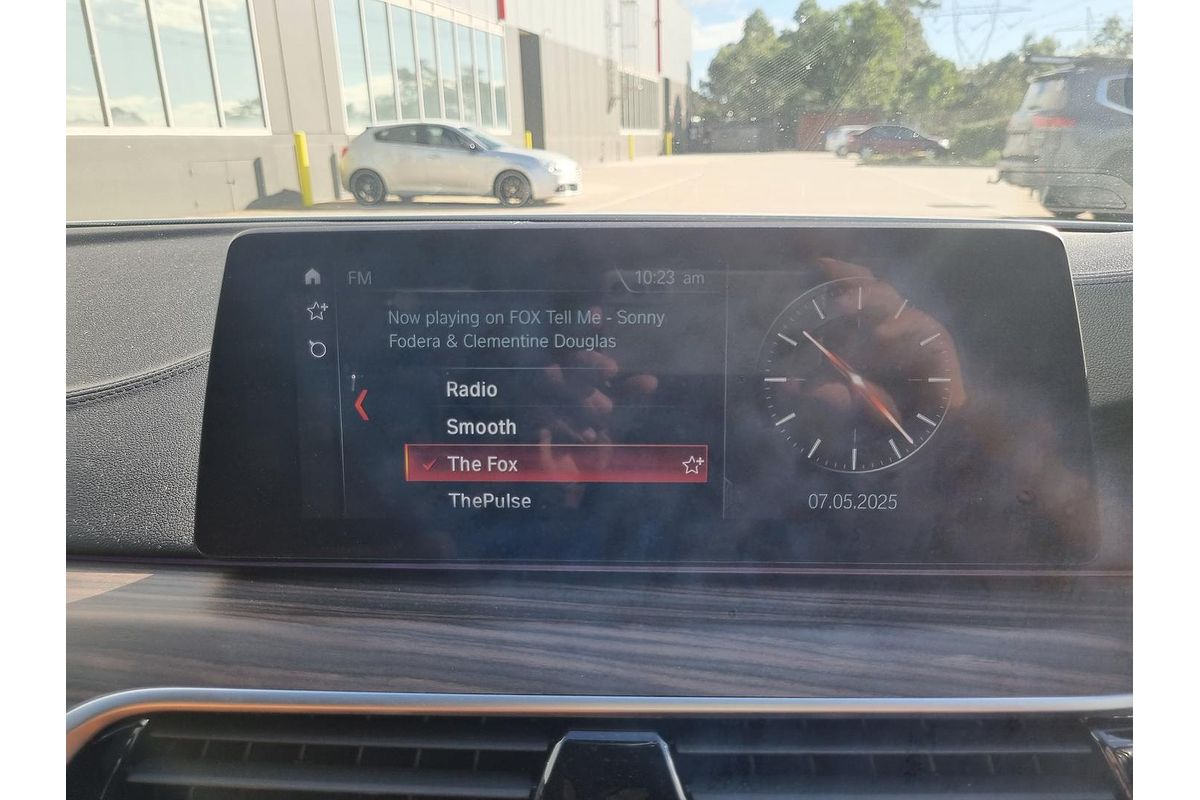 FM
10:23 am
Now playing on FOX Tell Me - Sonny
Fodera & Clementine Douglas
Radio
Smooth
The Fox
ThePulse
07.05.2025